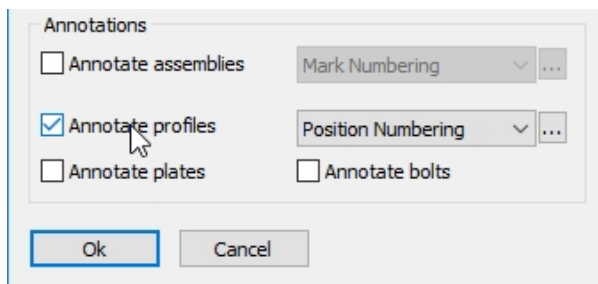 Annotations
Annotate assemblies Mark Numbering ...
Annotate profiles Position Numbering ...
Annotate plates Annotate bolts
Ok Cancel